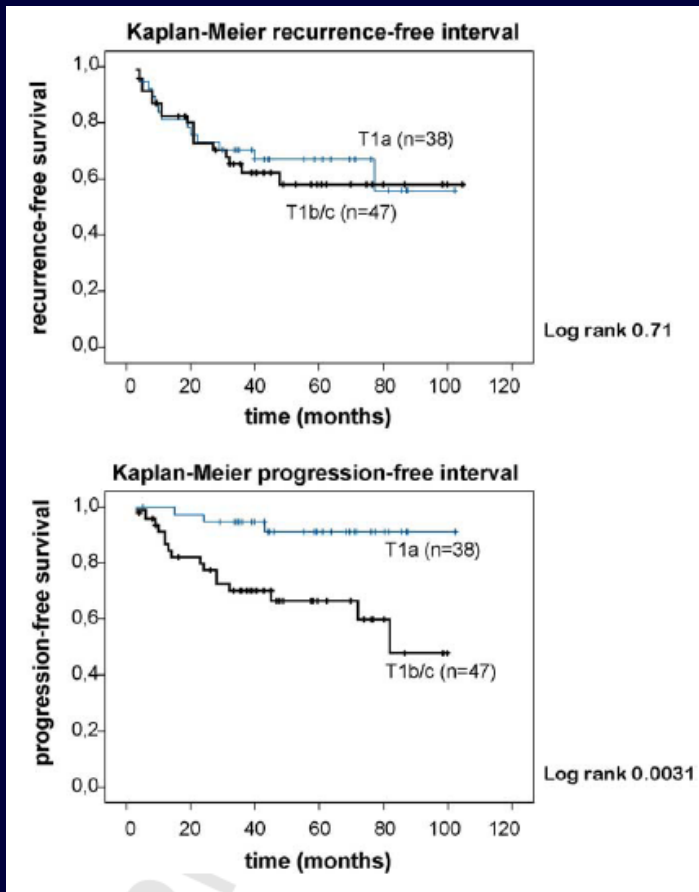 Kaplan-Meier recurrence-free interval
recurrence-free survival
1,0
0,8
0,6
0,4
0,2
0,0
T1a (n=38)
T1b/c (n=47)
Log rank 0.71
0 20 40 60 80 100 120
time (months)
Kaplan-Meier progression-free interval
progression-free survival
1,0
0,8
0,6
0,4
0,2
0,0
T1a (n=38)
T1b/c (n=47)
Log rank 0.0031
0 20 40 60 80 100 120
time (months)